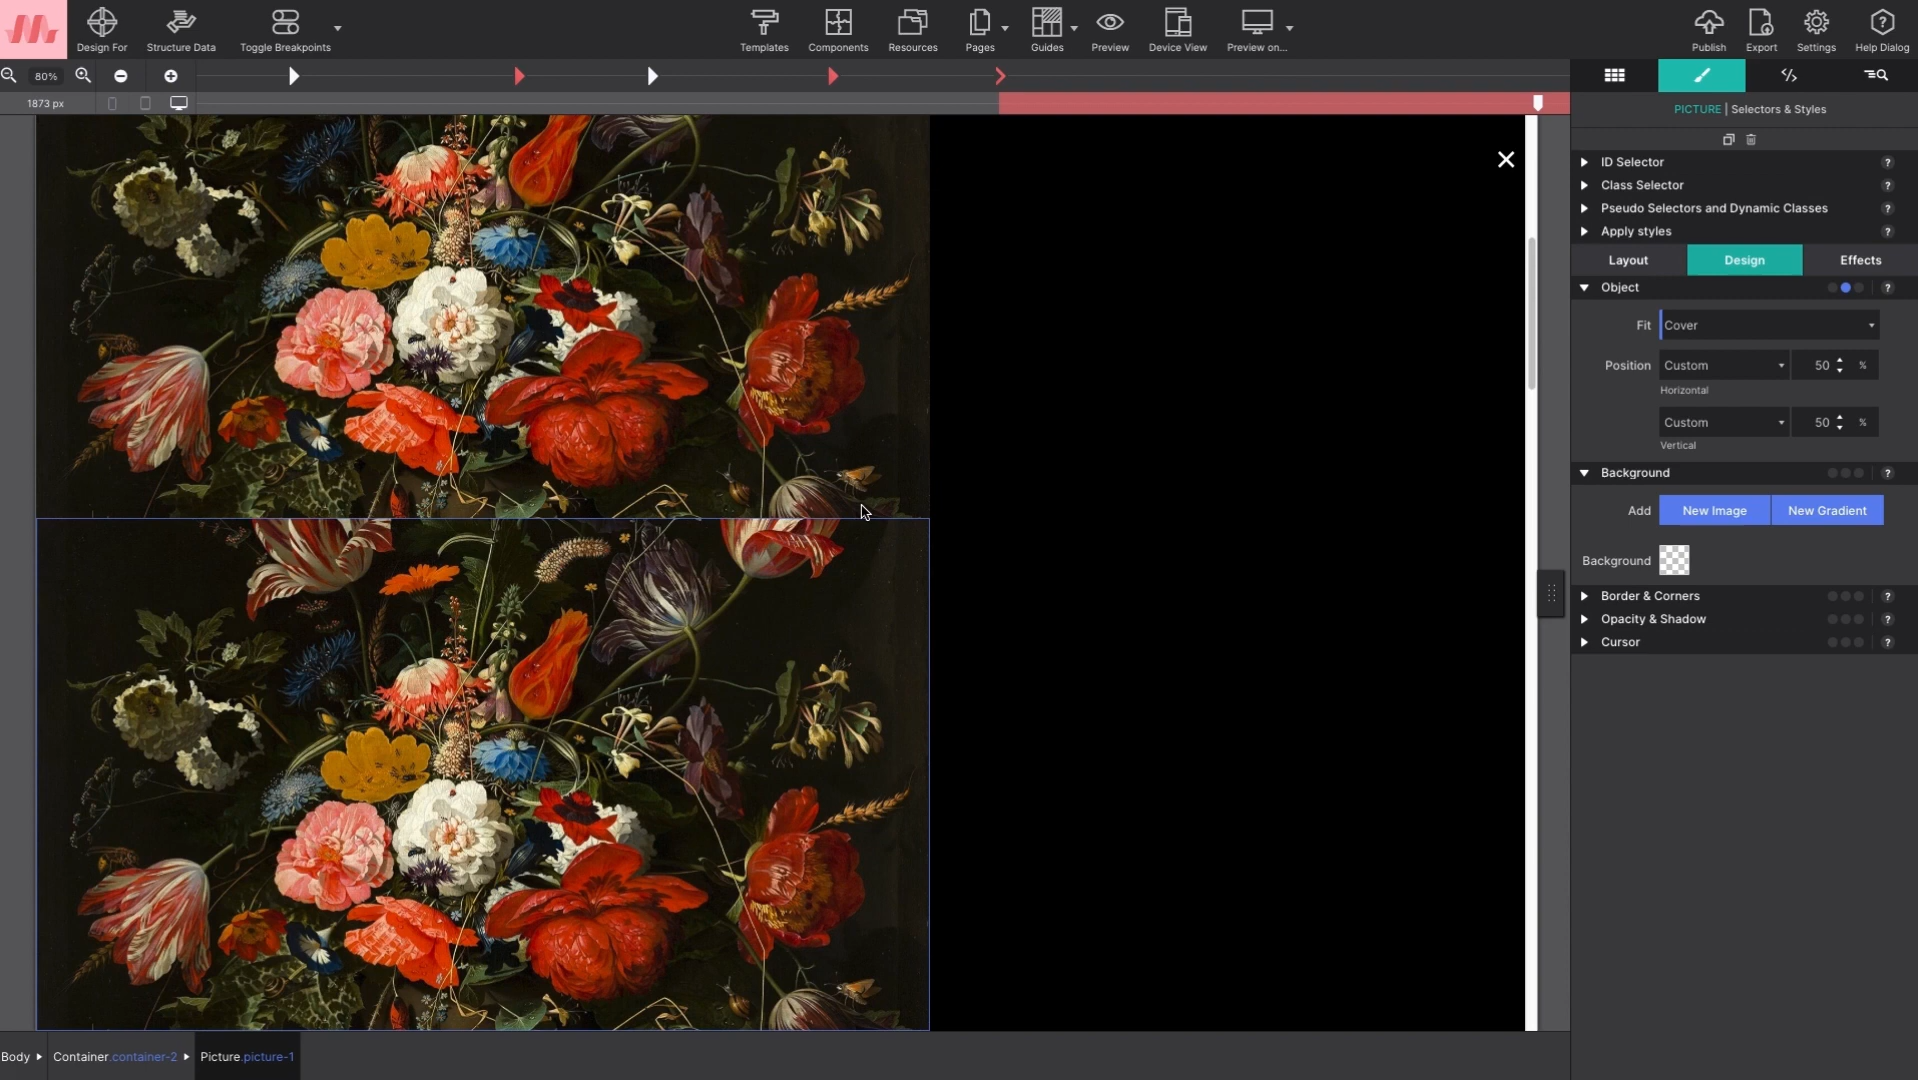 Design For
Structure Data
Toggle Breakpoints
Templates
Components
Resources
Pages
Guides
Preview
Device View
Preview on...
Publish
Export
Settings
Help Dialog
80%
1873 px
PICTURE | Selectors & Styles
ID Selector ?
Class Selector ?
Pseudo Selectors and Dynamic Classes ?
Apply styles ?
Layout Design Effects
Object ?
Fit Cover
Position Custom 50 %
Horizontal
Custom 50 %
Vertical
Background ?
Add New Image New Gradient
Background
Border & Corners ?
Opacity & Shadow ?
Cursor ?
Body Container.container-2 Picture.picture-1